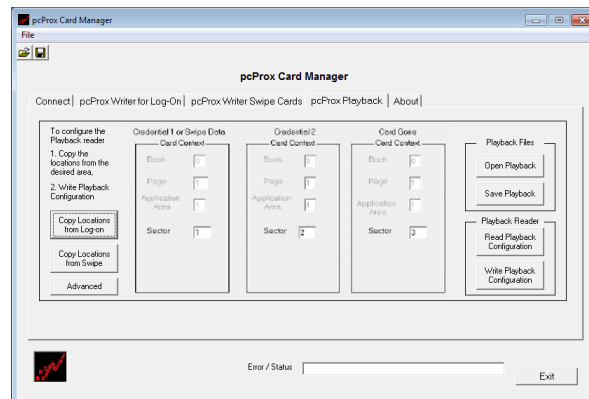 pcProx Card Manager
File
pcProx Card Manager
Connect
pcProx Writer for Log-On
pcProx Writer Swipe Cards
pcProx Playback
About
To configure the
Playback reader
1. Copy the
locations from the
desired area,
2. Write Playback
Configuration
Copy Locations
from Log-on
Copy Locations
from Swipe
Advanced
Credential 1 or Swipe Data
Card Context
Book 0
Page 1
Application
Area 1
Sector 1
Credential 2
Card Context
Book 0
Page 1
Application
Area 1
Sector 2
Card Gone
Card Context
Book 0
Page 1
Application
Area 1
Sector 3
Playback Files
Open Playback
Save Playback
Playback Reader
Read Playback
Configuration
Write Playback
Configuration
Error / Status
Exit